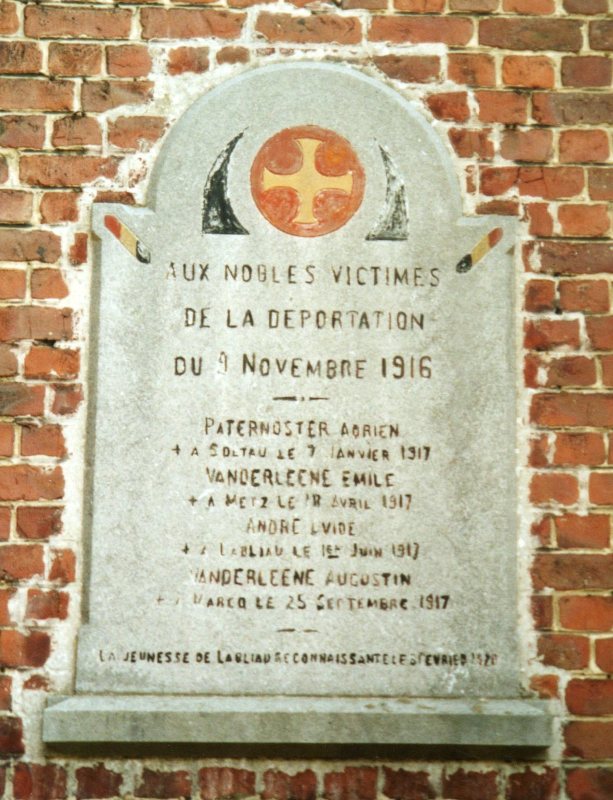 AUX NOBLES VICTIMES
DE LA DEPORTATION
DU 9 NOVEMBRE 1916
PATERNOSTER ADRIEN
+ A SOLTAU LE 7 JANVIER 1917
VANDERLEENE EMILE
+ A METZ LE 18 AVRIL 1917
ANDRE OVIDE
+ A LABLIAU LE 1ER JUIN 1917
VANDERLEENE AUGUSTIN
+ A MARCQ LE 25 SEPTEMBRE 1917
LA JEUNESSE DE LABLIAU RECONNAISSANTE LE FEVRIER 1920